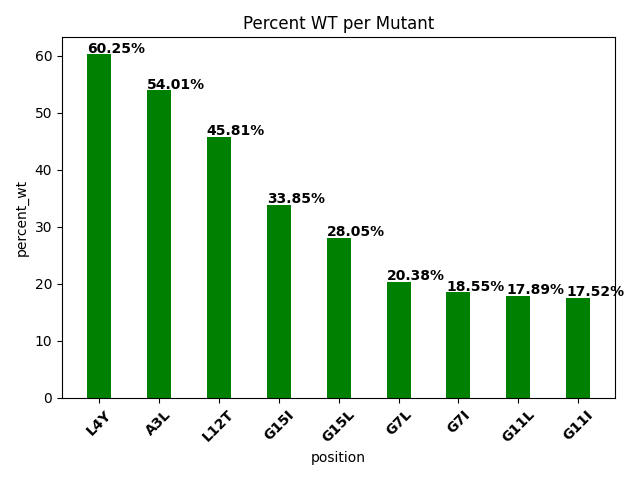 Percent WT per Mutant
60.25%
54.01%
45.81%
33.85%
28.05%
20.38%
18.55%
17.89%
17.52%
percent_wt
60
50
40
30
20
10
0
L4Y
A3L
L12T
G15I
G15L
G7L
G7I
G11L
G11I
position